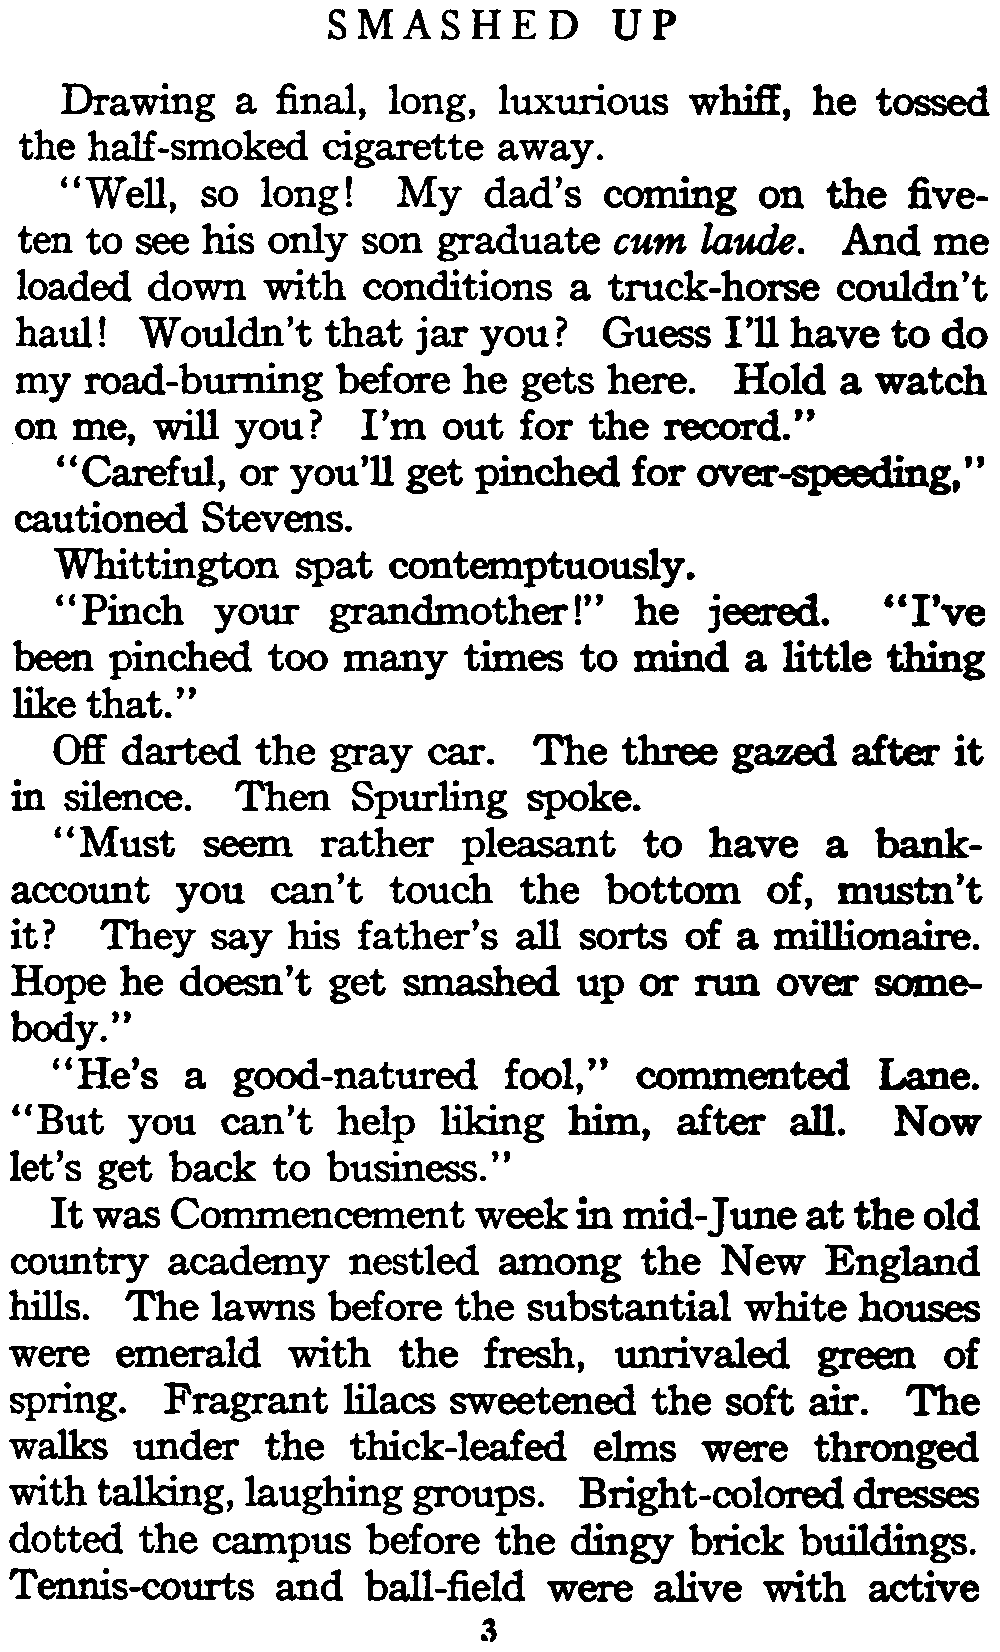 SMASHED UP
Drawing a final, long, luxurious whiff, he tossed
the half-smoked cigarette away.
"Well, so long! My dad's coming on the five-
ten to see his only son graduate cum laude. And me
loaded down with conditions a truck-horse couldn't
haul! Wouldn't that jar you? Guess I'll have to do
my road-burning before he gets here. Hold a watch
on me, will you? I'm out for the record."
"Careful, or you'll get pinched for over-speeding,"
cautioned Stevens.
Whittington spat contemptuously.
"Pinch your grandmother!" he jeered. "I've
been pinched too many times to mind a little thing
like that."
Off darted the gray car. The three gazed after it
in silence. Then Spurling spoke.
"Must seem rather pleasant to have a bank-
account you can't touch the bottom of, mustn't
it? They say his father's all sorts of a millionaire.
Hope he doesn't get smashed up or run over some-
body."
"He's a good-natured fool," commented Lane.
"But you can't help liking him, after all. Now
let's get back to business."
It was Commencement week in mid-June at the old
country academy nestled among the New England
hills. The lawns before the substantial white houses
were emerald with the fresh, unrivaled green of
spring. Fragrant lilacs sweetened the soft air. The
walks under the thick-leafed elms were thronged
with talking, laughing groups. Bright-colored dresses
dotted the campus before the dingy brick buildings.
Tennis-courts and ball-field were alive with active
3